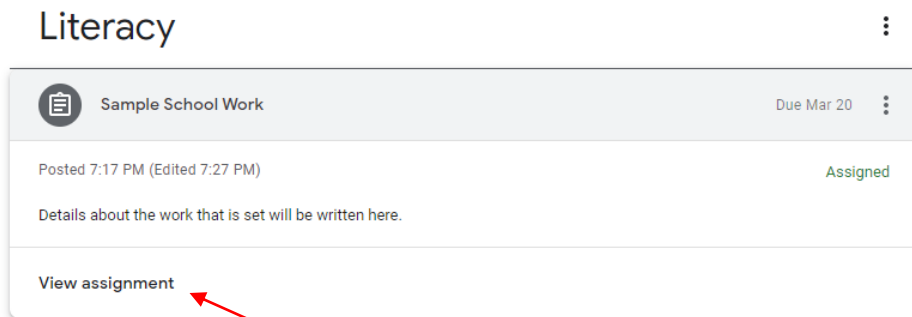 Literacy
Sample School Work Due Mar 20
Posted 7:17 PM (Edited 7:27 PM) Assigned
Details about the work that is set will be written here.
View assignment